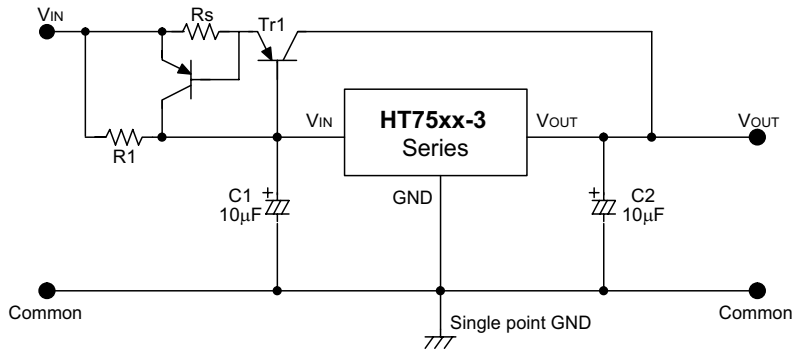 VIN
Rs
Tr1
R1
VIN
HT75xx-3
Series
VOUT
VOUT
GND
C1
10μF
C2
10μF
+
+
Common
Common
Single point GND